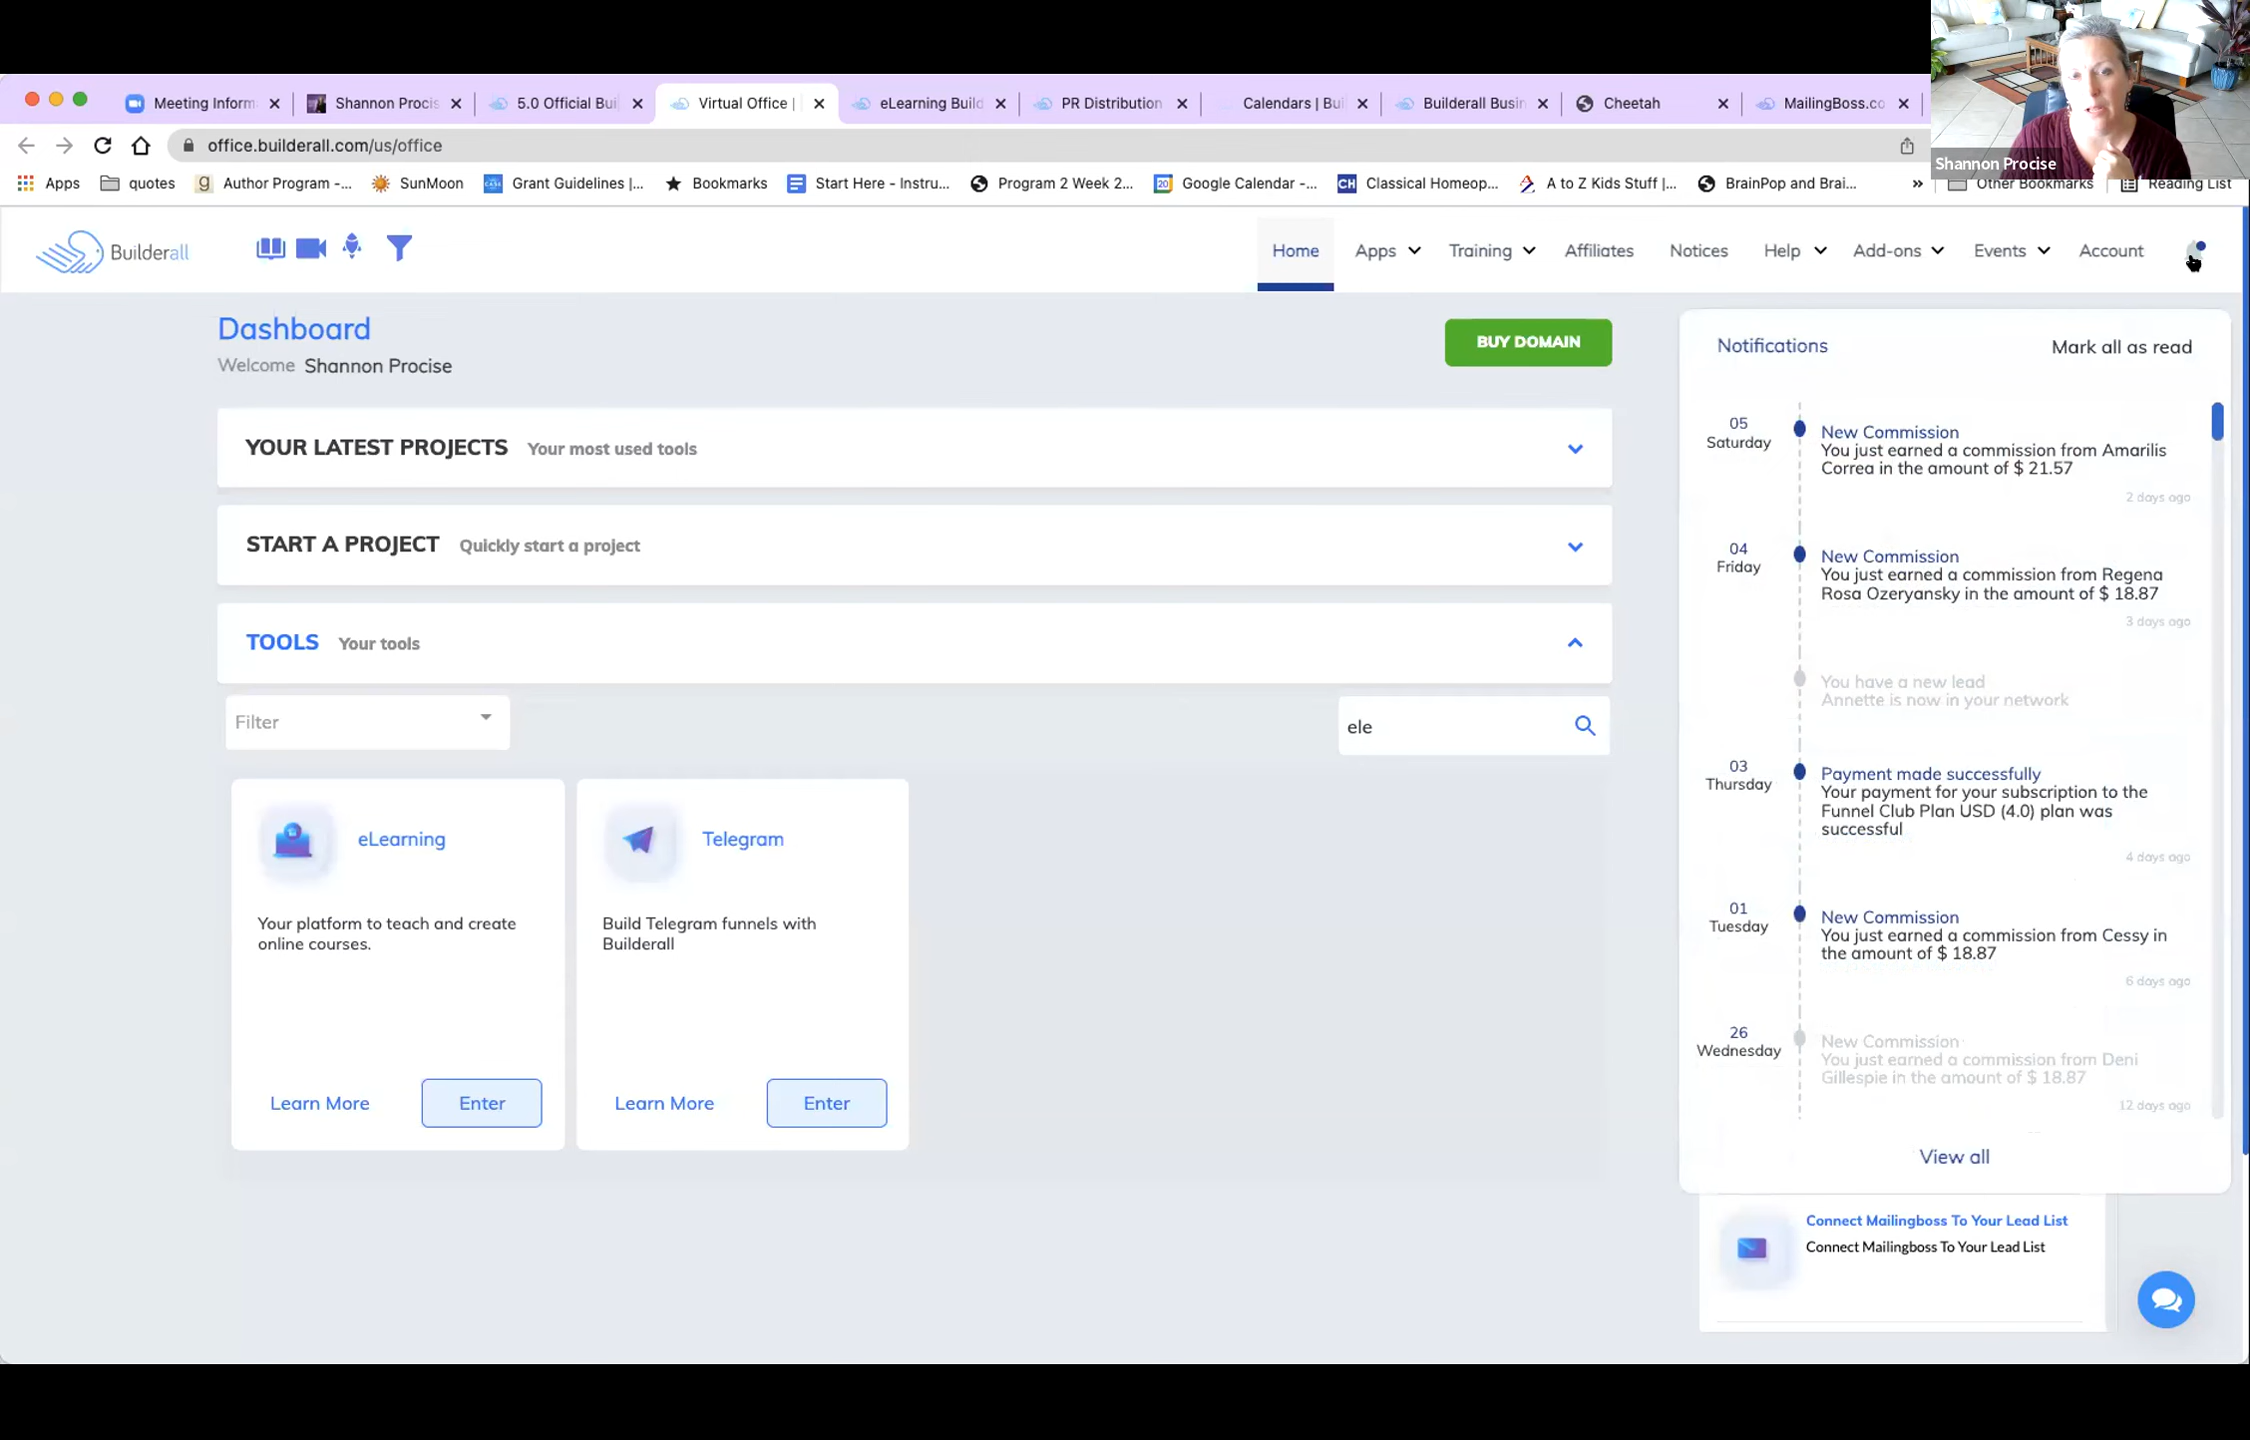 Meeting Inform
Shannon Procis
5.0 Official Bui
Virtual Office |
eLearning Build
PR Distribution
Calendars | Bui
Builderall Busin
Cheetah
MailingBoss.co
Shannon Procise
office.builderall.com/us/office
Apps
quotes
Author Program -...
SunMoon
Grant Guidelines |...
Bookmarks
Start Here - Instru...
Program 2 Week 2...
Google Calendar -...
Classical Homeop...
A to Z Kids Stuff |...
BrainPop and Brai...
»
Other Bookmarks
Reading List
Builderall
Home
Apps
Training
Affiliates
Notices
Help
Add-ons
Events
Account
Dashboard
Welcome Shannon Procise
BUY DOMAIN
YOUR LATEST PROJECTS Your most used tools
START A PROJECT Quickly start a project
TOOLS Your tools
Filter
ele
eLearning
Your platform to teach and create
online courses.
Learn More
Enter
Telegram
Build Telegram funnels with
Builderall
Learn More
Enter
Notifications
Mark all as read
05
Saturday
New Commission
You just earned a commission from Amarilis
Correa in the amount of $ 21.57
2 days ago
04
Friday
New Commission
You just earned a commission from Regena
Rosa Ozeryansky in the amount of $ 18.87
3 days ago
You have a new lead
Annette is now in your network
03
Thursday
Payment made successfully
Your payment for your subscription to the
Funnel Club Plan USD (4.0) plan was
successful
4 days ago
01
Tuesday
New Commission
You just earned a commission from Cessy in
the amount of $ 18.87
6 days ago
26
Wednesday
New Commission
You just earned a commission from Deni
Gillespie in the amount of $ 18.87
12 days ago
View all
Connect Mailingboss To Your Lead List
Connect Mailingboss To Your Lead List